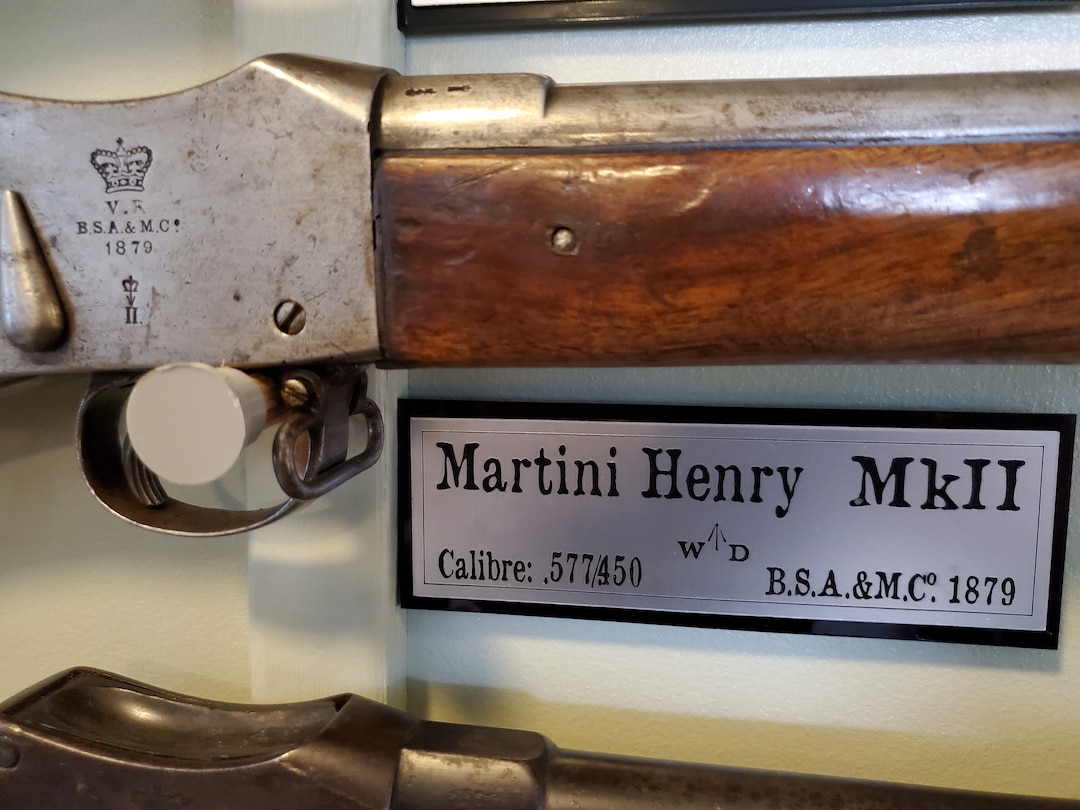 V.R
B.S.A.&M.Cº
1879
II.
Martini Henry MkII
W D
Calibre: .577/450
B.S.A.&M.Cº. 1879